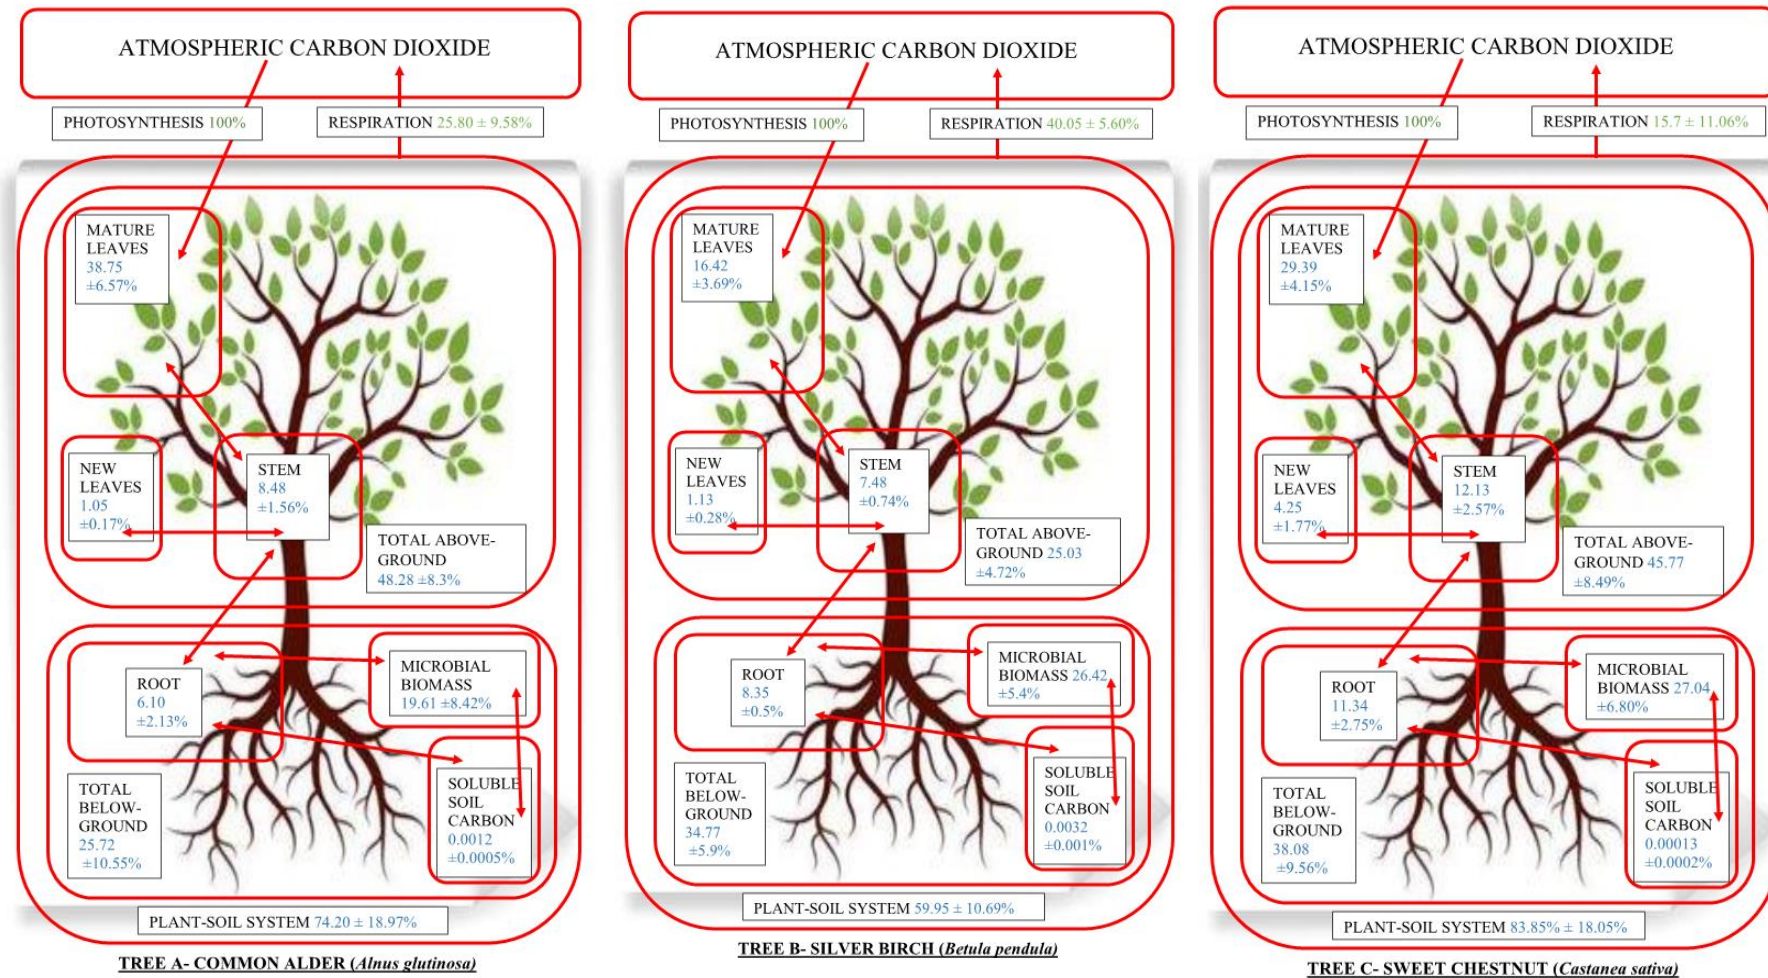 ATMOSPHERIC CARBON DIOXIDE
PHOTOSYNTHESIS 100%
RESPIRATION 25.80 ± 9.58%
MATURE
LEAVES
38.75
±6.57%
NEW
LEAVES
1.05
±0.17%
STEM
8.48
±1.56%
TOTAL ABOVE-
GROUND
48.28 ±8.3%
ROOT
6.10
±2.13%
MICROBIAL
BIOMASS
19.61 ±8.42%
TOTAL
BELOW-
GROUND
25.72
±10.55%
SOLUBLE
SOIL
CARBON
0.0012
±0.0005%
PLANT-SOIL SYSTEM 74.20 ± 18.97%
TREE A- COMMON ALDER (Alnus glutinosa)
ATMOSPHERIC CARBON DIOXIDE
PHOTOSYNTHESIS 100%
RESPIRATION 40.05 ± 5.60%
MATURE
LEAVES
16.42
±3.69%
NEW
LEAVES
1.13
±0.28%
STEM
7.48
±0.74%
TOTAL ABOVE-
GROUND 25.03
±4.72%
ROOT
8.35
±0.5%
MICROBIAL
BIOMASS 26.42
±5.4%
TOTAL
BELOW-
GROUND
34.77
±5.9%
SOLUBLE
SOIL
CARBON
0.0032
±0.001%
PLANT-SOIL SYSTEM 59.95 ± 10.69%
TREE B- SILVER BIRCH (Betula pendula)
ATMOSPHERIC CARBON DIOXIDE
PHOTOSYNTHESIS 100%
RESPIRATION 15.7 ± 11.06%
MATURE
LEAVES
29.39
±4.15%
NEW
LEAVES
4.25
±1.77%
STEM
12.13
±2.57%
TOTAL ABOVE-
GROUND 45.77
±8.49%
ROOT
11.34
±2.75%
MICROBIAL
BIOMASS 27.04
±6.80%
TOTAL
BELOW-
GROUND
38.08
±9.56%
SOLUBLE
SOIL
CARBON
0.00013
±0.0002%
PLANT-SOIL SYSTEM 83.85% ± 18.05%
TREE C- SWEET CHESTNUT (Castanea sativa)